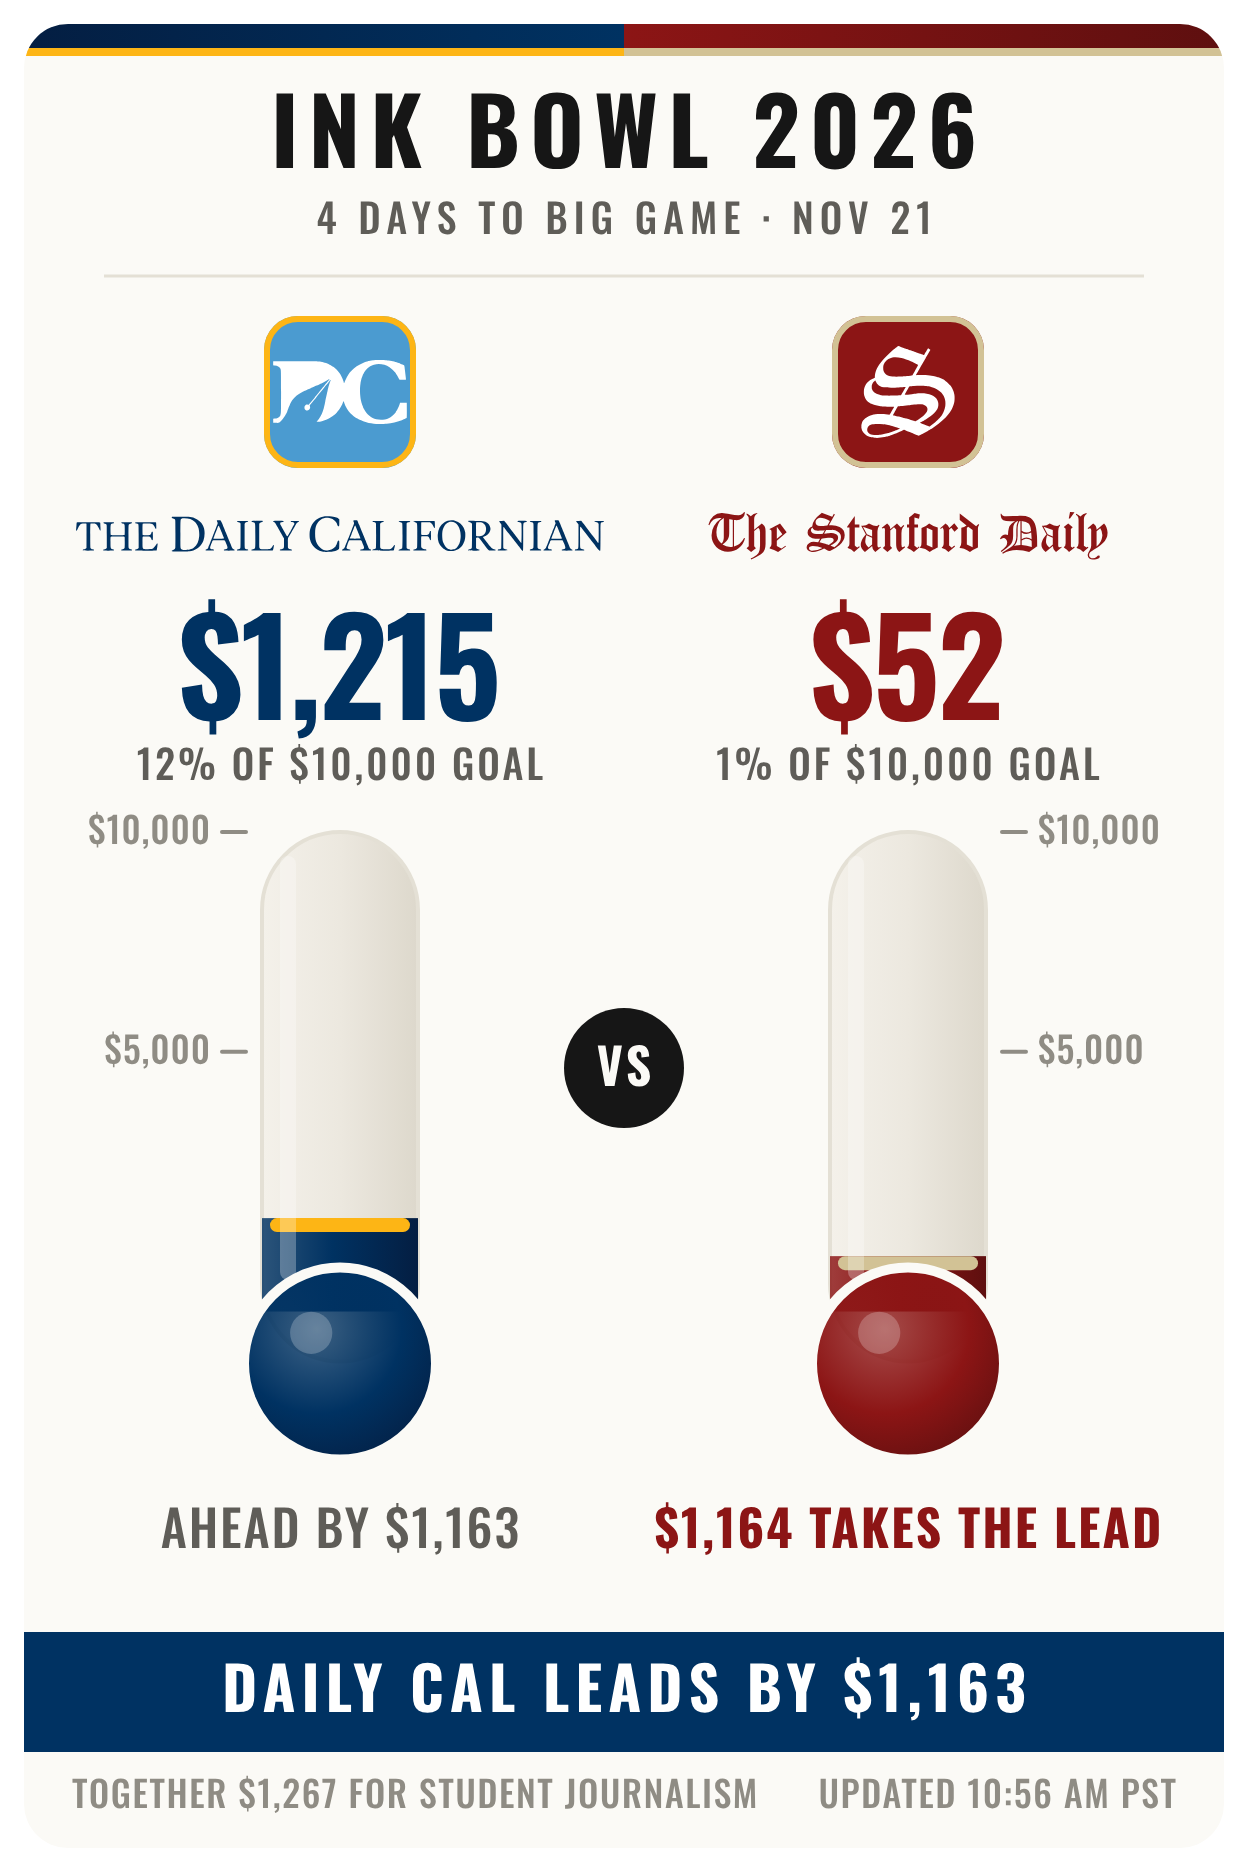 INK BOWL 2026
4 DAYS TO BIG GAME · NOV 21
DC
S
THE DAILY CALIFORNIAN
The Stanford Daily
$1,215
$52
12% OF $10,000 GOAL
1% OF $10,000 GOAL
$10,000
$10,000
$5,000
$5,000
VS
AHEAD BY $1,163
$1,164 TAKES THE LEAD
DAILY CAL LEADS BY $1,163
TOGETHER $1,267 FOR STUDENT JOURNALISM
UPDATED 10:56 AM PST